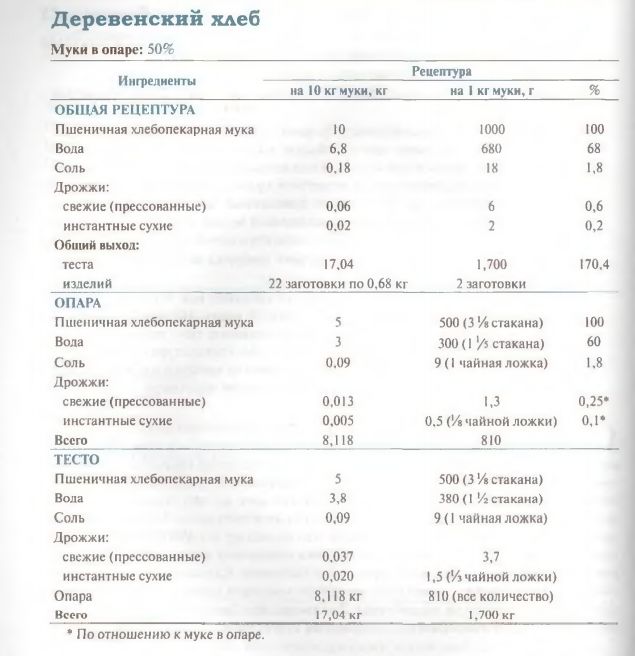 Деревенский хлеб
Муки в опаре: 50%
Ингредиенты Рецептура
на 10 кг муки, кг на 1 кг муки, г %
ОБЩАЯ РЕЦЕПТУРА
Пшеничная хлебопекарная мука 10 1000 100
Вода 6,8 680 68
Соль 0,18 18 1,8
Дрожжи:
свежие (прессованные) 0,06 6 0,6
инстантные сухие 0,02 2 0,2
Общий выход:
теста 17,04 1,700 170,4
изделий 22 заготовки по 0,68 кг 2 заготовки
ОПАРА
Пшеничная хлебопекарная мука 5 500 (3 ⅛ стакана) 100
Вода 3 300 (1 ⅕ стакана) 60
Соль 0,09 9 (1 чайная ложка) 1,8
Дрожжи:
свежие (прессованные) 0,013 1,3 0,25*
инстантные сухие 0,005 0,5 (⅛ чайной ложки) 0,1*
Всего 8,118 810
ТЕСТО
Пшеничная хлебопекарная мука 5 500 (3 ⅛ стакана)
Вода 3,8 380 (1 ½ стакана)
Соль 0,09 9 (1 чайная ложка)
Дрожжи:
свежие (прессованные) 0,037 3,7
инстантные сухие 0,020 1,5 (⅓ чайной ложки)
Опара 8,118 кг 810 (все количество)
Всего 17,04 кг 1,700 кг
* По отношению к муке в опаре.